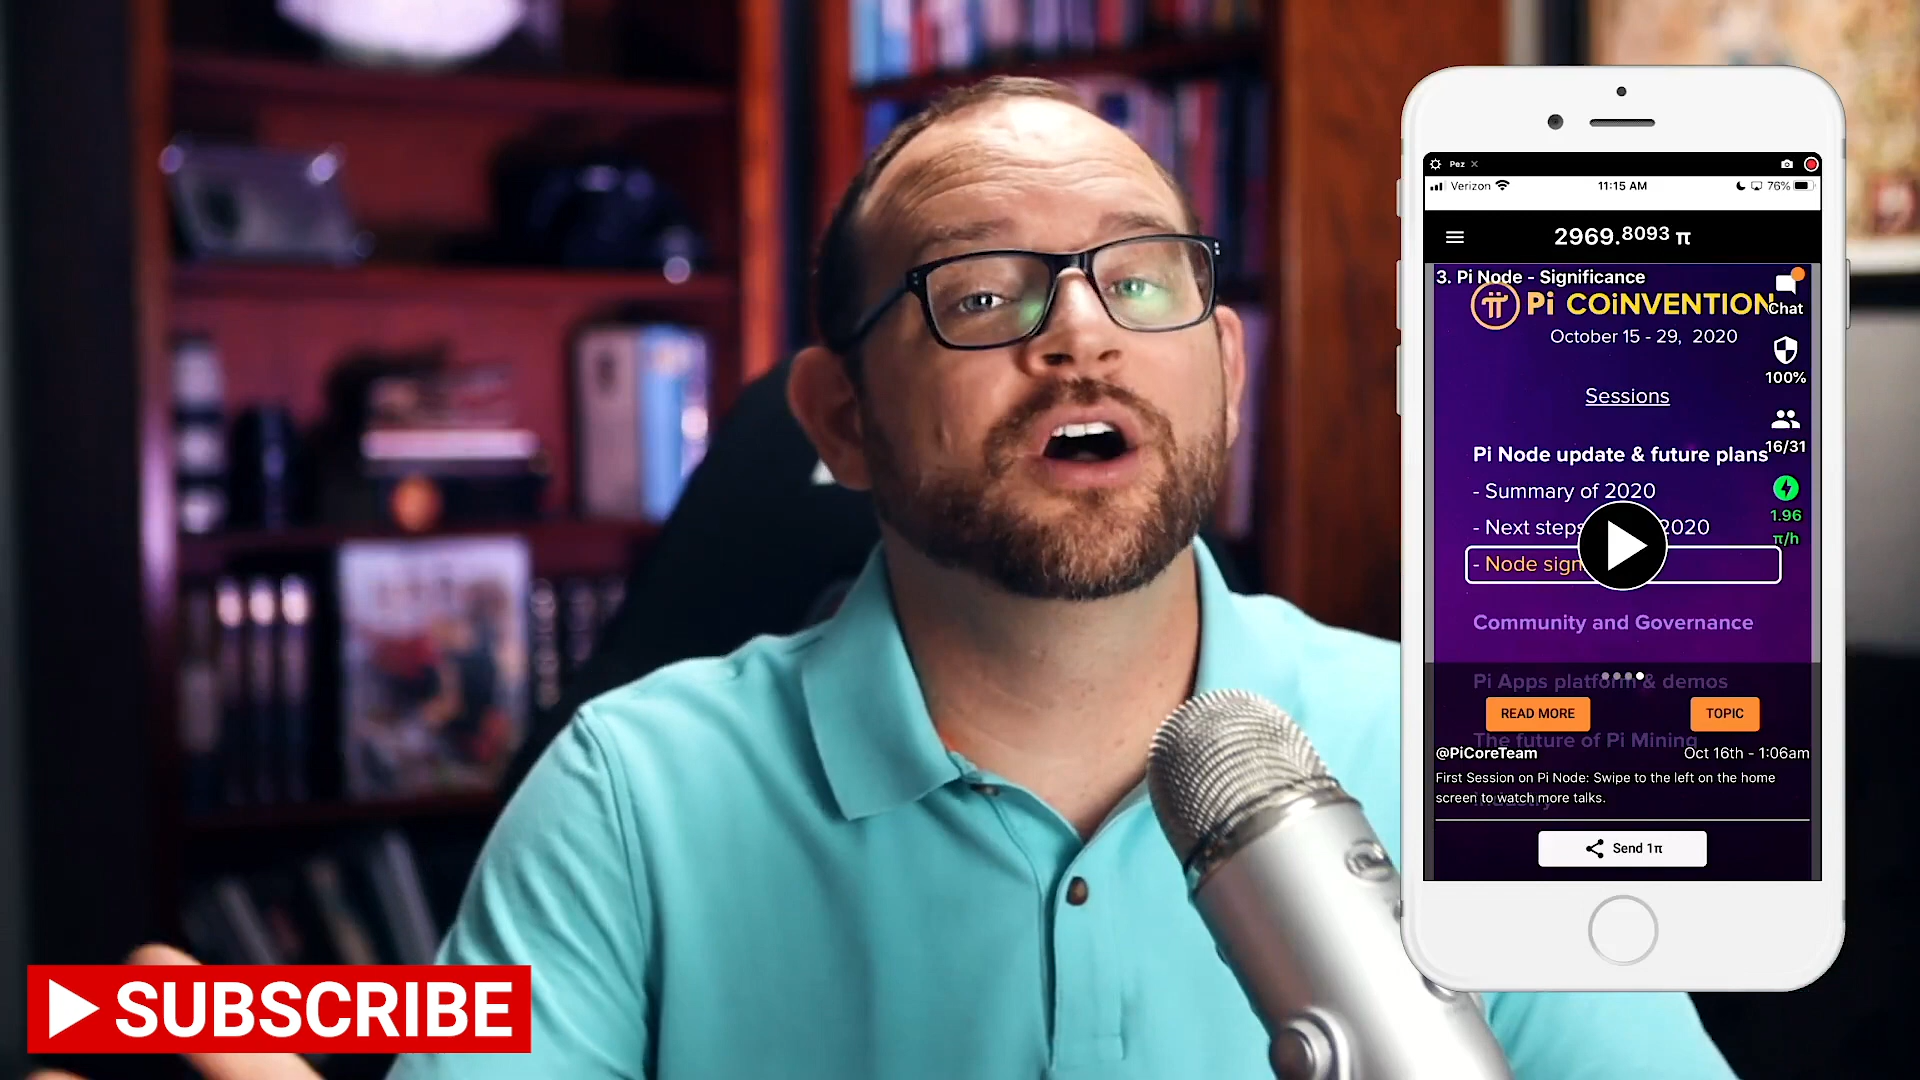 Pez ×
Verizon 11:15 AM 76%
2969.8093 π
3. Pi Node - Significance
Pi COiNVENTION
Chat
October 15 - 29, 2020
100%
Sessions
16/31
Pi Node update & future plans
- Summary of 2020
1.96
π/h
- Next steps 2020
- Node sign
Community and Governance
Pi Apps platform & demos
READ MORE TOPIC
The future of Pi Mining
@PiCoreTeam Oct 16th - 1:06am
First Session on Pi Node: Swipe to the left on the home
screen to watch more talks.
Send 1π
SUBSCRIBE